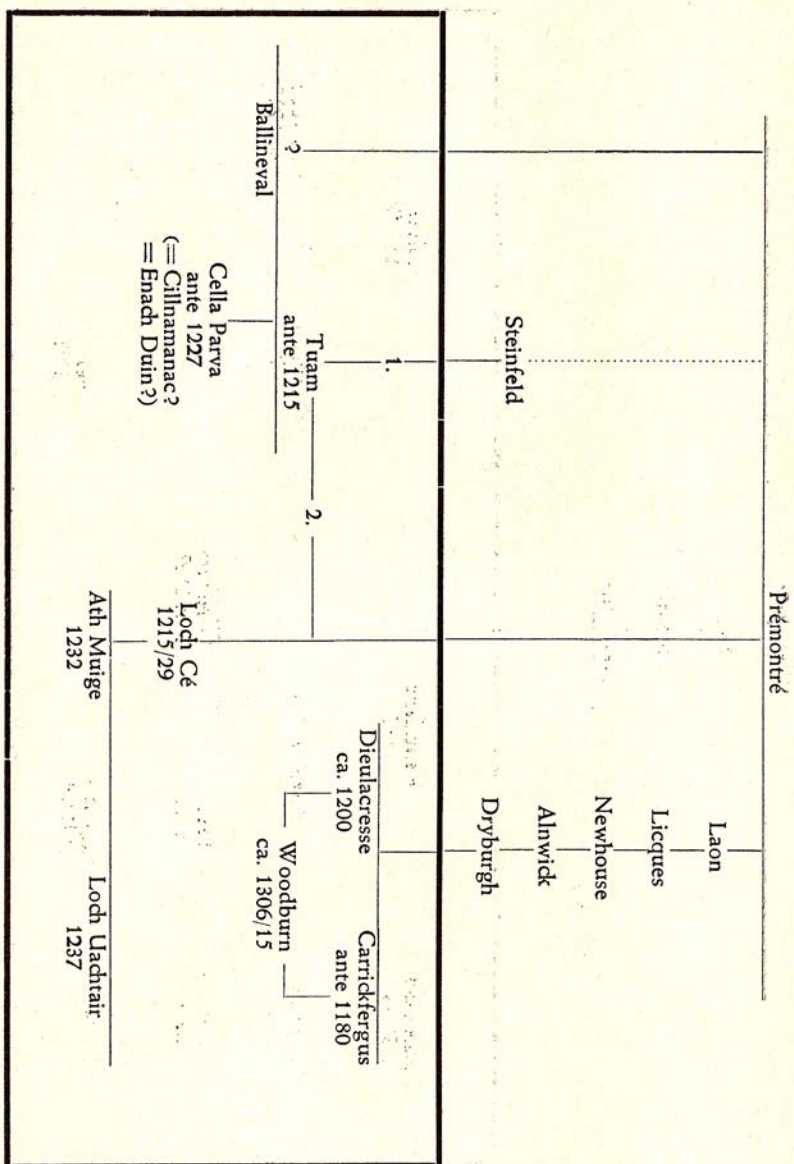 Prémontré
Laon
Licques
Newhouse
Alnwick
Dryburgh
Steinfeld
1.
?
Ballineval
Tuam
ante 1215
2.
Cella Parva
ante 1227
(= Cillnamanac?
= Enach Duin?)
Dieulacresse
ca. 1200
Carrickfergus
ante 1180
Woodburn
ca. 1306/15
Loch Cé
1215/29
Ath Muige
1232
Loch Uachtair
1237